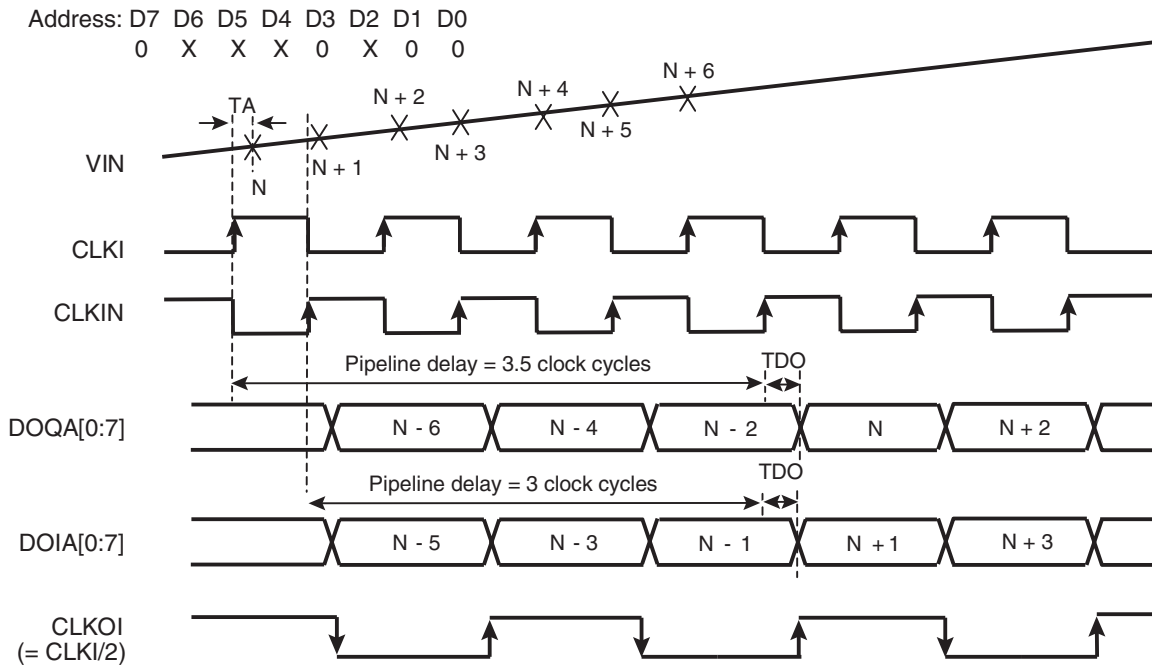 Address: D7 D6 D5 D4 D3 D2 D1 D0
0 X X X 0 X 0 0
N + 6
N + 4
N + 2
TA
N + 5
N + 3
N + 1
VIN
N
CLKI
CLKIN
Pipeline delay = 3.5 clock cycles
TDO
DOQA[0:7]
N - 6
N - 4
N - 2
N
N + 2
TDO
Pipeline delay = 3 clock cycles
DOIA[0:7]
N - 5
N - 3
N - 1
N + 1
N + 3
CLKOI
(= CLKI/2)